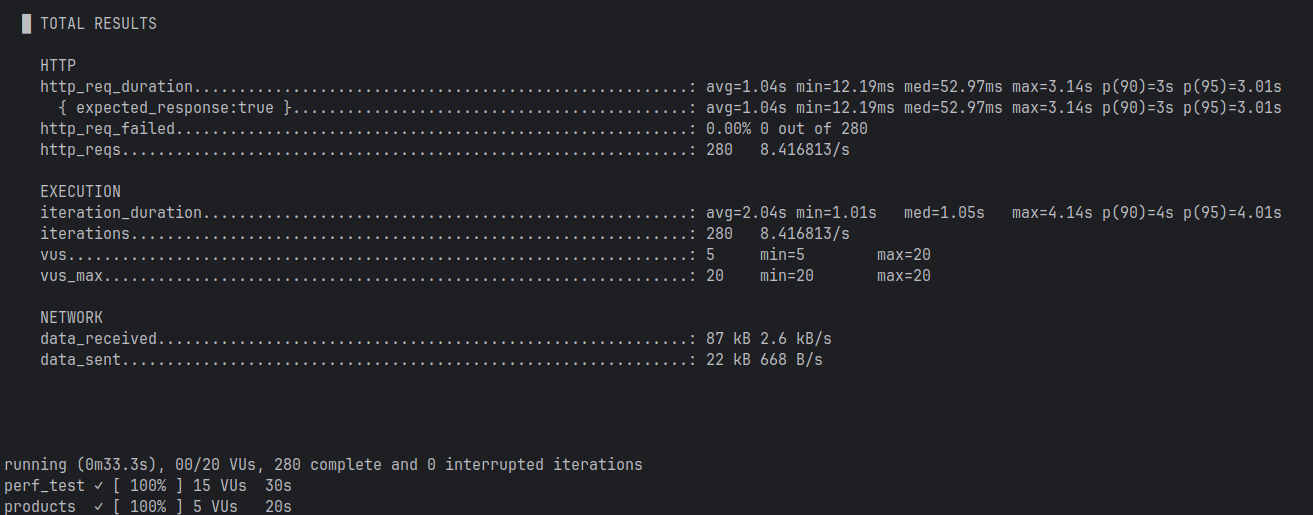 █ TOTAL RESULTS
HTTP
http_req_duration.......................................................: avg=1.04s min=12.19ms med=52.97ms max=3.14s p(90)=3s p(95)=3.01s
{ expected_response:true }............................................: avg=1.04s min=12.19ms med=52.97ms max=3.14s p(90)=3s p(95)=3.01s
http_req_failed.........................................................: 0.00% 0 out of 280
http_reqs...............................................................: 280 8.416813/s
EXECUTION
iteration_duration......................................................: avg=2.04s min=1.01s med=1.05s max=4.14s p(90)=4s p(95)=4.01s
iterations..............................................................: 280 8.416813/s
vus.....................................................................: 5 min=5 max=20
vus_max.................................................................: 20 min=20 max=20
NETWORK
data_received...........................................................: 87 kB 2.6 kB/s
data_sent...............................................................: 22 kB 668 B/s
running (0m33.3s), 00/20 VUs, 280 complete and 0 interrupted iterations
perf_test ✓ [ 100% ] 15 VUs 30s
products ✓ [ 100% ] 5 VUs 20s